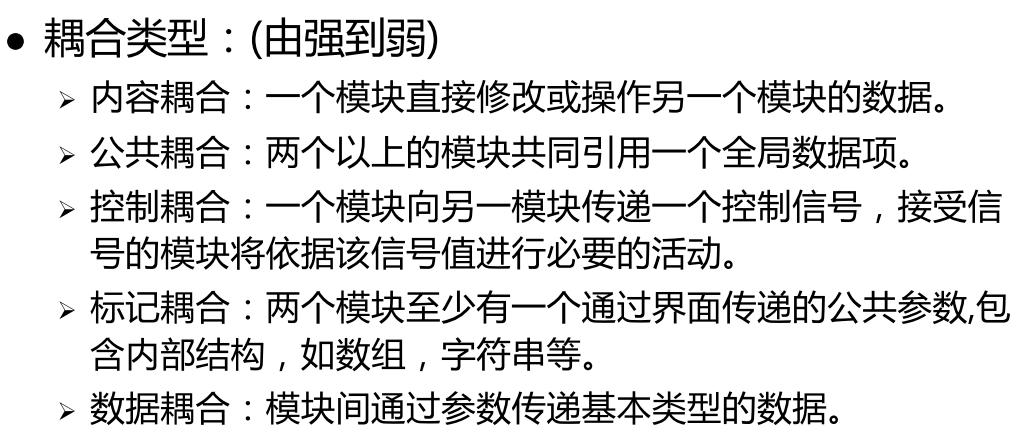 ● 耦合类型：(由强到弱)
➢ 内容耦合：一个模块直接修改或操作另一个模块的数据。
➢ 公共耦合：两个以上的模块共同引用一个全局数据项。
➢ 控制耦合：一个模块向另一模块传递一个控制信号，接受信
号的模块将依据该信号值进行必要的活动。
➢ 标记耦合：两个模块至少有一个通过界面传递的公共参数,包
含内部结构，如数组，字符串等。
➢ 数据耦合：模块间通过参数传递基本类型的数据。